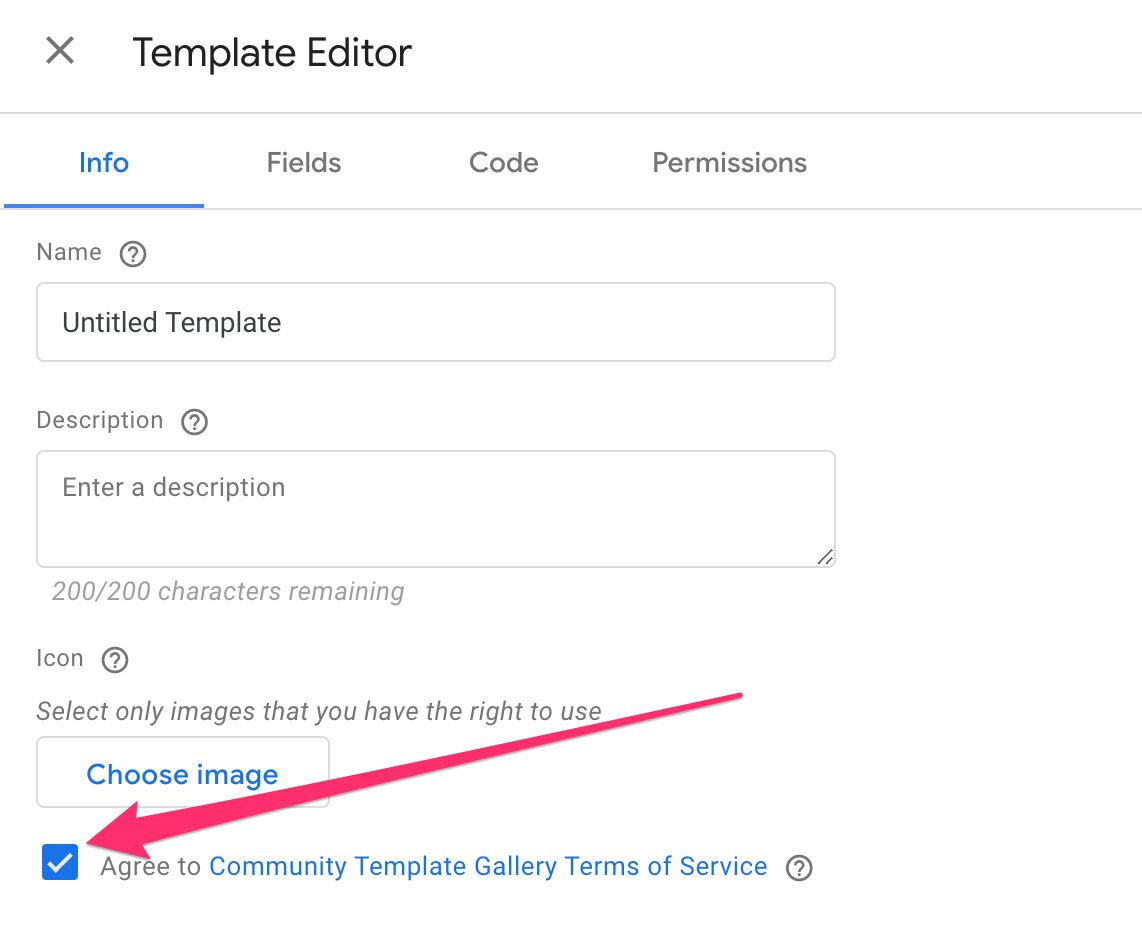 Template Editor
Info Fields Code Permissions
Name
Untitled Template
Description
Enter a description
200/200 characters remaining
Icon
Select only images that you have the right to use
Choose image
Agree to Community Template Gallery Terms of Service